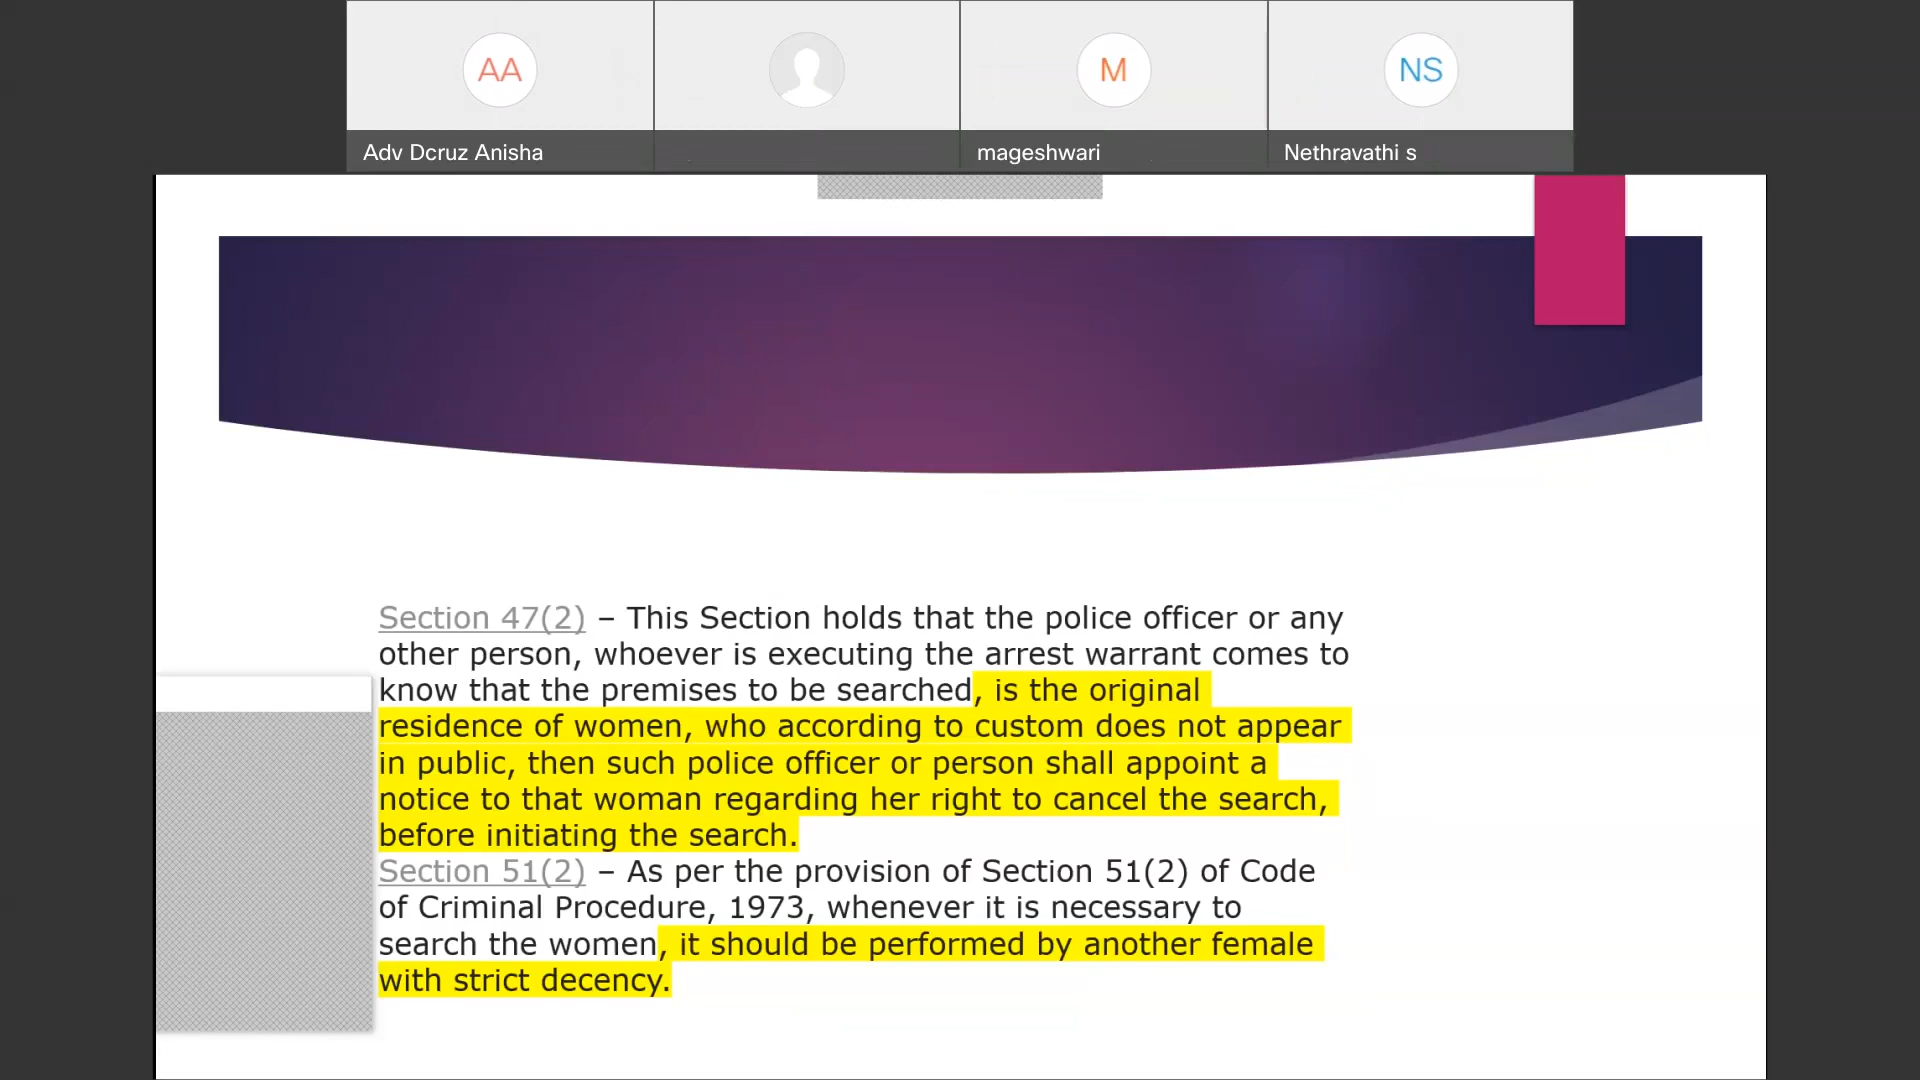 AA
M
NS
Adv Dcruz Anisha
mageshwari
Nethravathi s
Section 47(2) – This Section holds that the police officer or any
other person, whoever is executing the arrest warrant comes to
know that the premises to be searched, is the original
residence of women, who according to custom does not appear
in public, then such police officer or person shall appoint a
notice to that woman regarding her right to cancel the search,
before initiating the search.
Section 51(2) – As per the provision of Section 51(2) of Code
of Criminal Procedure, 1973, whenever it is necessary to
search the women, it should be performed by another female
with strict decency.